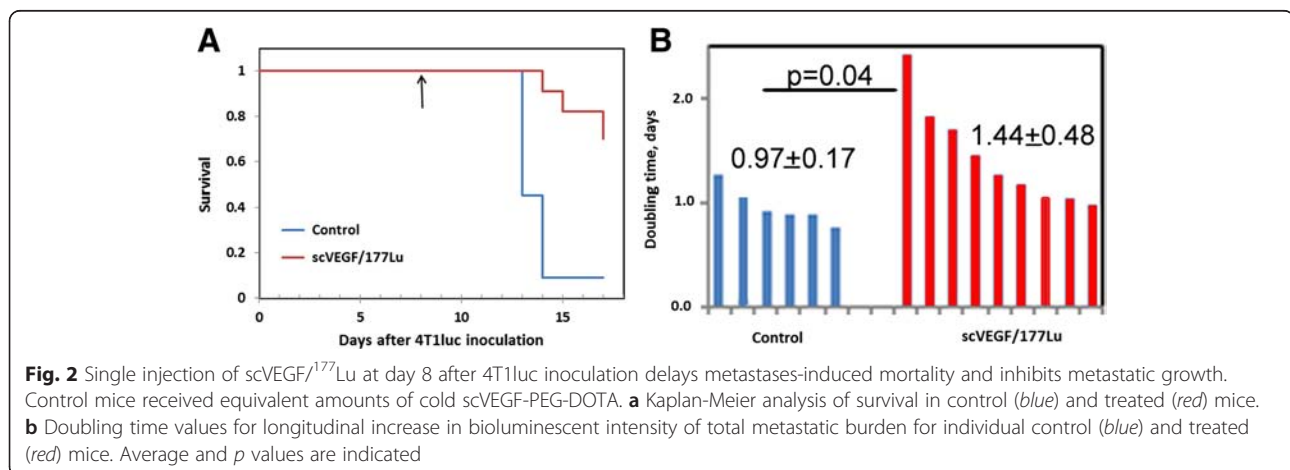 A
B
1
0.8
0.6
0.4
0.2
0
Survival
Control
scVEGF/177Lu
0 5 10 15
Days after 4T1luc inoculation
2.0
1.0
0.0
Doubling time, days
p=0.04
0.97±0.17
1.44±0.48
Control scVEGF/177Lu
Fig. 2 Single injection of scVEGF/¹⁷⁷Lu at day 8 after 4T1luc inoculation delays metastases-induced mortality and inhibits metastatic growth.
Control mice received equivalent amounts of cold scVEGF-PEG-DOTA. a Kaplan-Meier analysis of survival in control (blue) and treated (red) mice.
b Doubling time values for longitudinal increase in bioluminescent intensity of total metastatic burden for individual control (blue) and treated
(red) mice. Average and p values are indicated